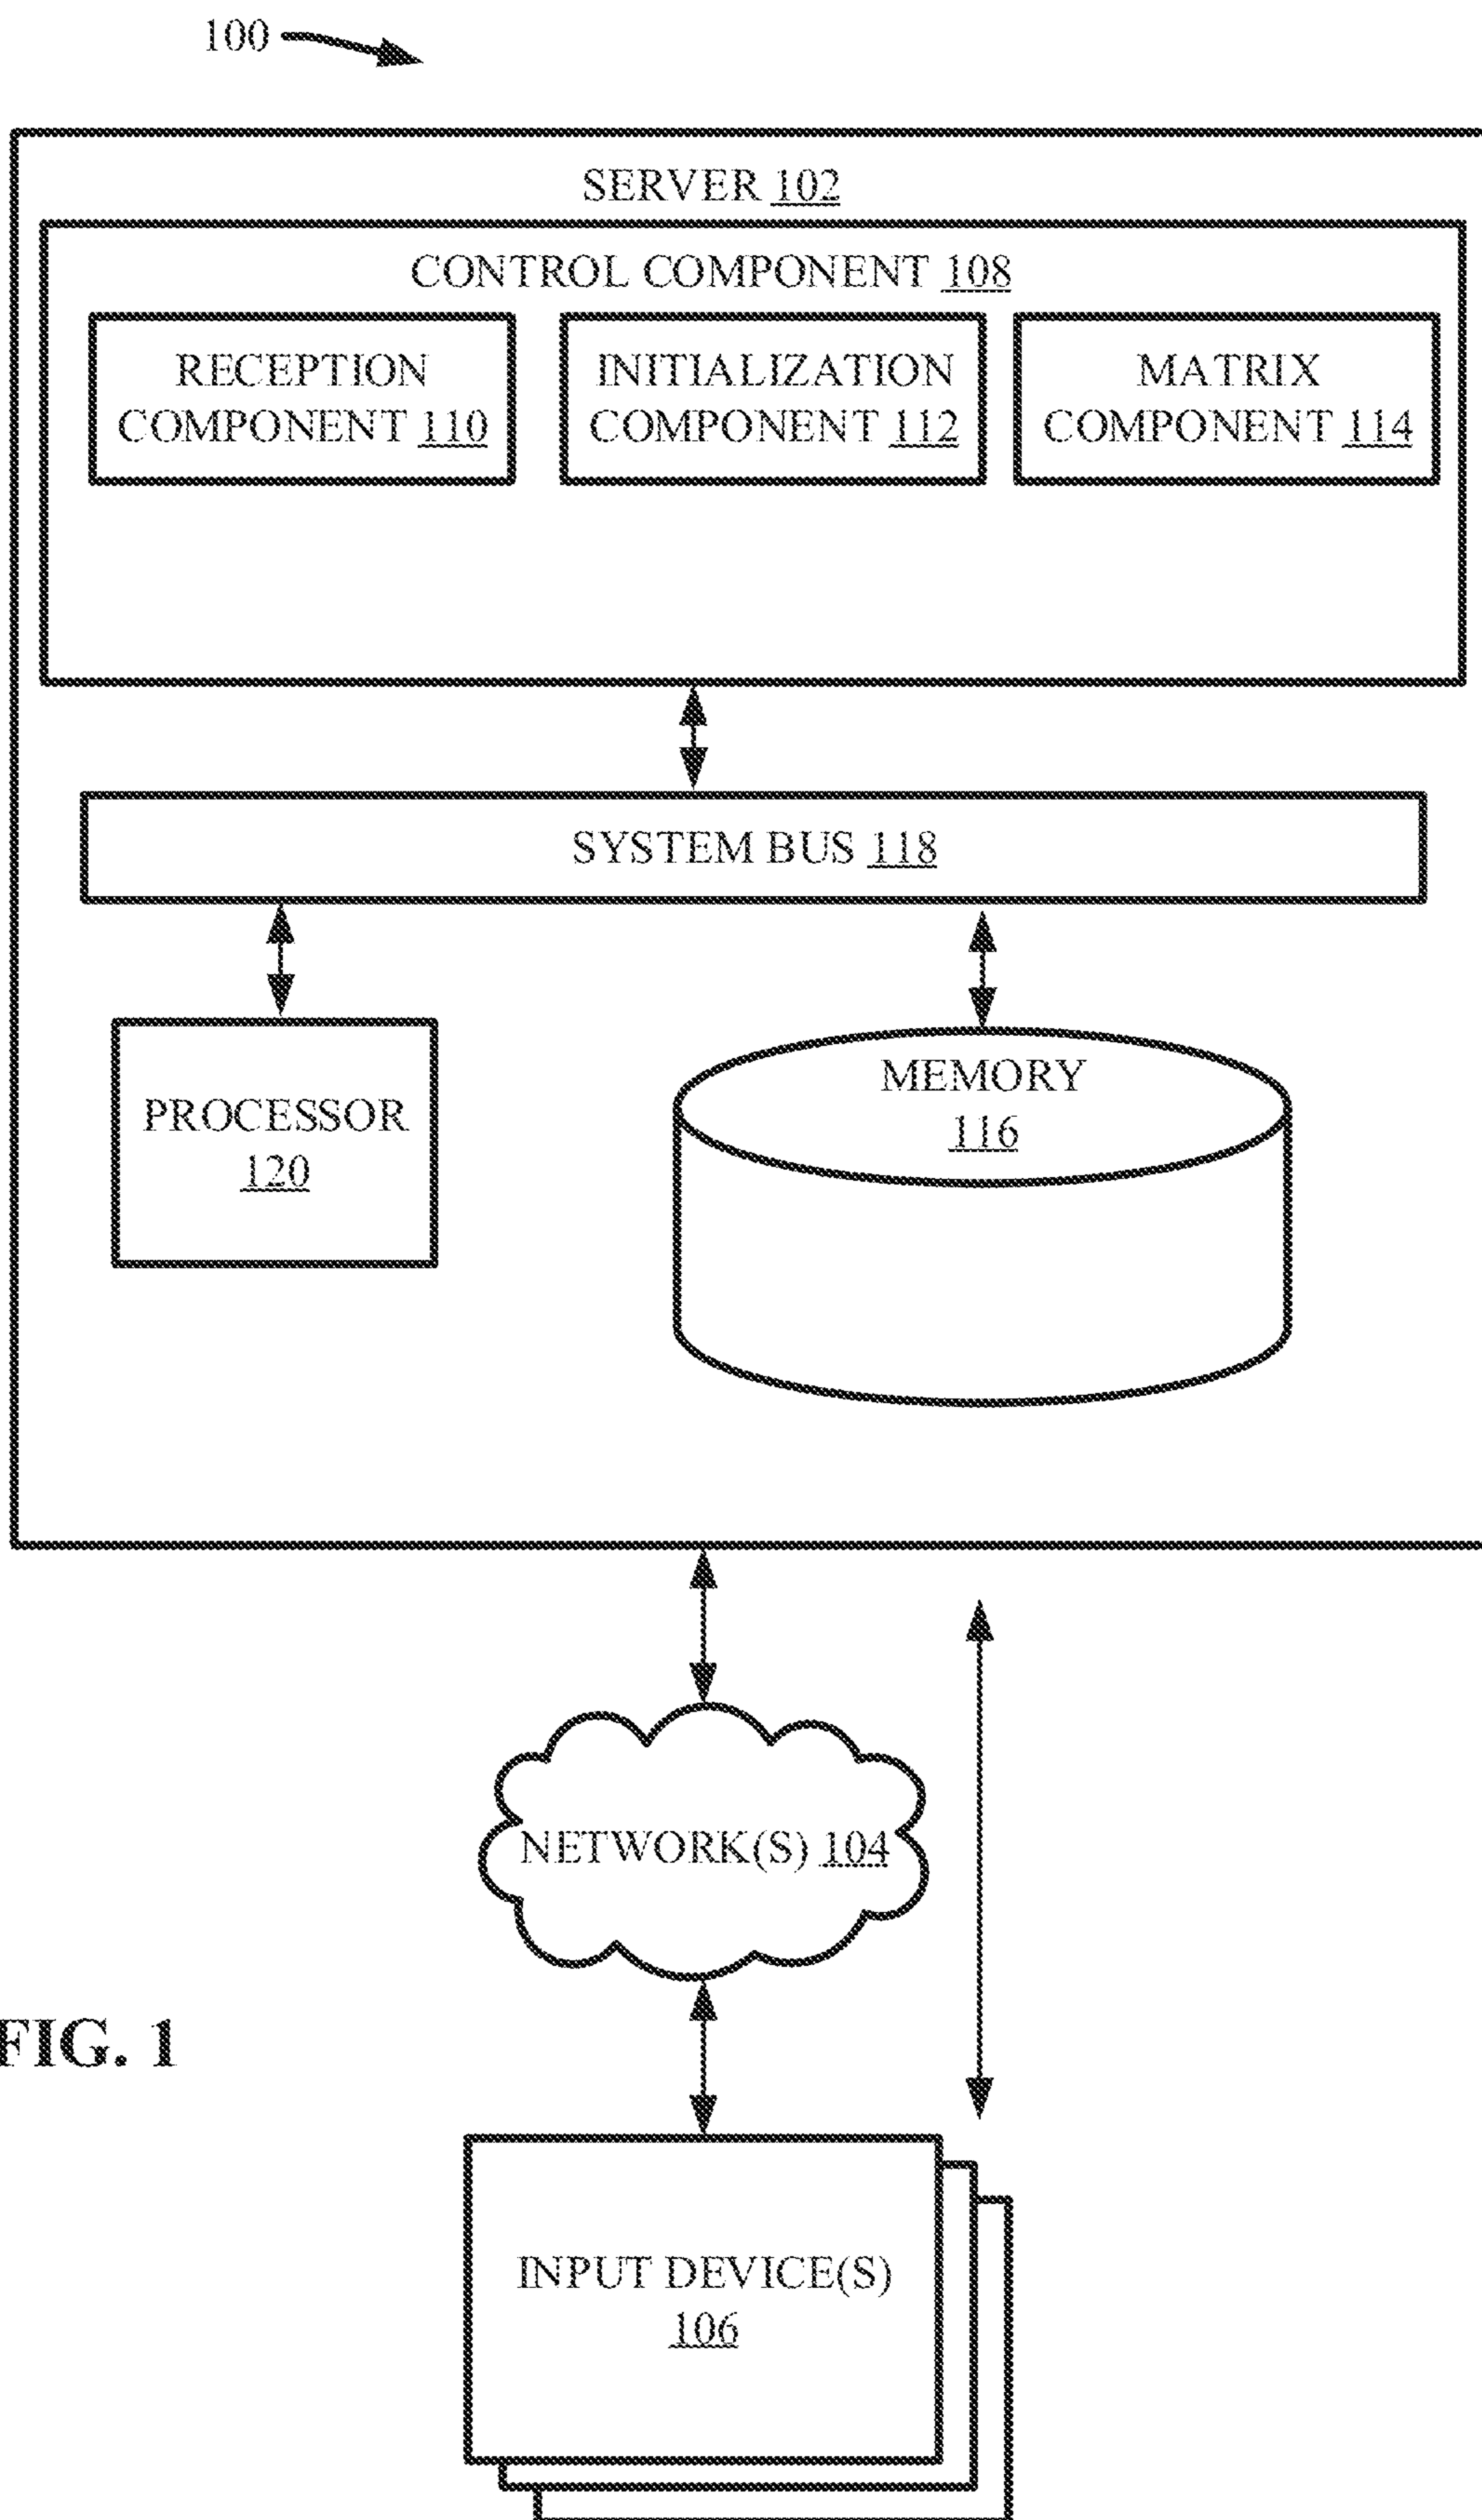 100
SERVER 102
CONTROL COMPONENT 108
RECEPTION
COMPONENT 110
INITIALIZATION
COMPONENT 112
MATRIX
COMPONENT 114
SYSTEM BUS 118
PROCESSOR
120
MEMORY
116
NETWORK(S) 104
FIG. 1
INPUT DEVICE(S)
106